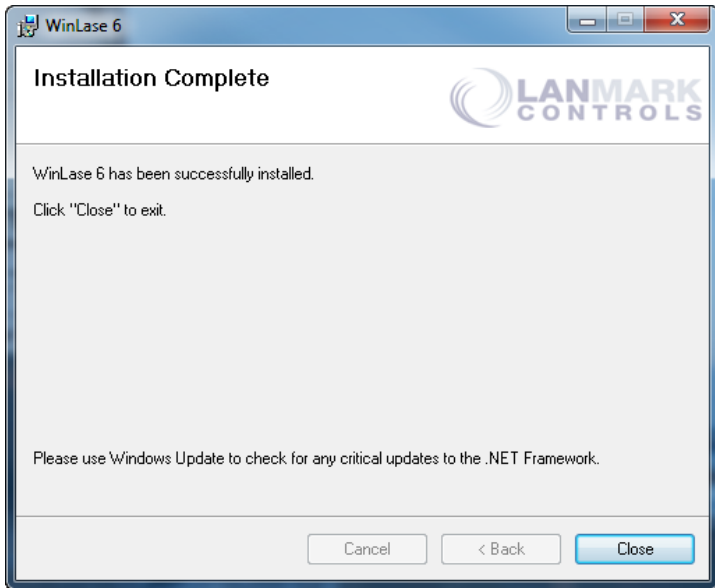 WinLase 6
Installation Complete
LANMARK
CONTROLS
WinLase 6 has been successfully installed.
Click "Close" to exit.
Please use Windows Update to check for any critical updates to the .NET Framework.
Cancel
< Back
Close